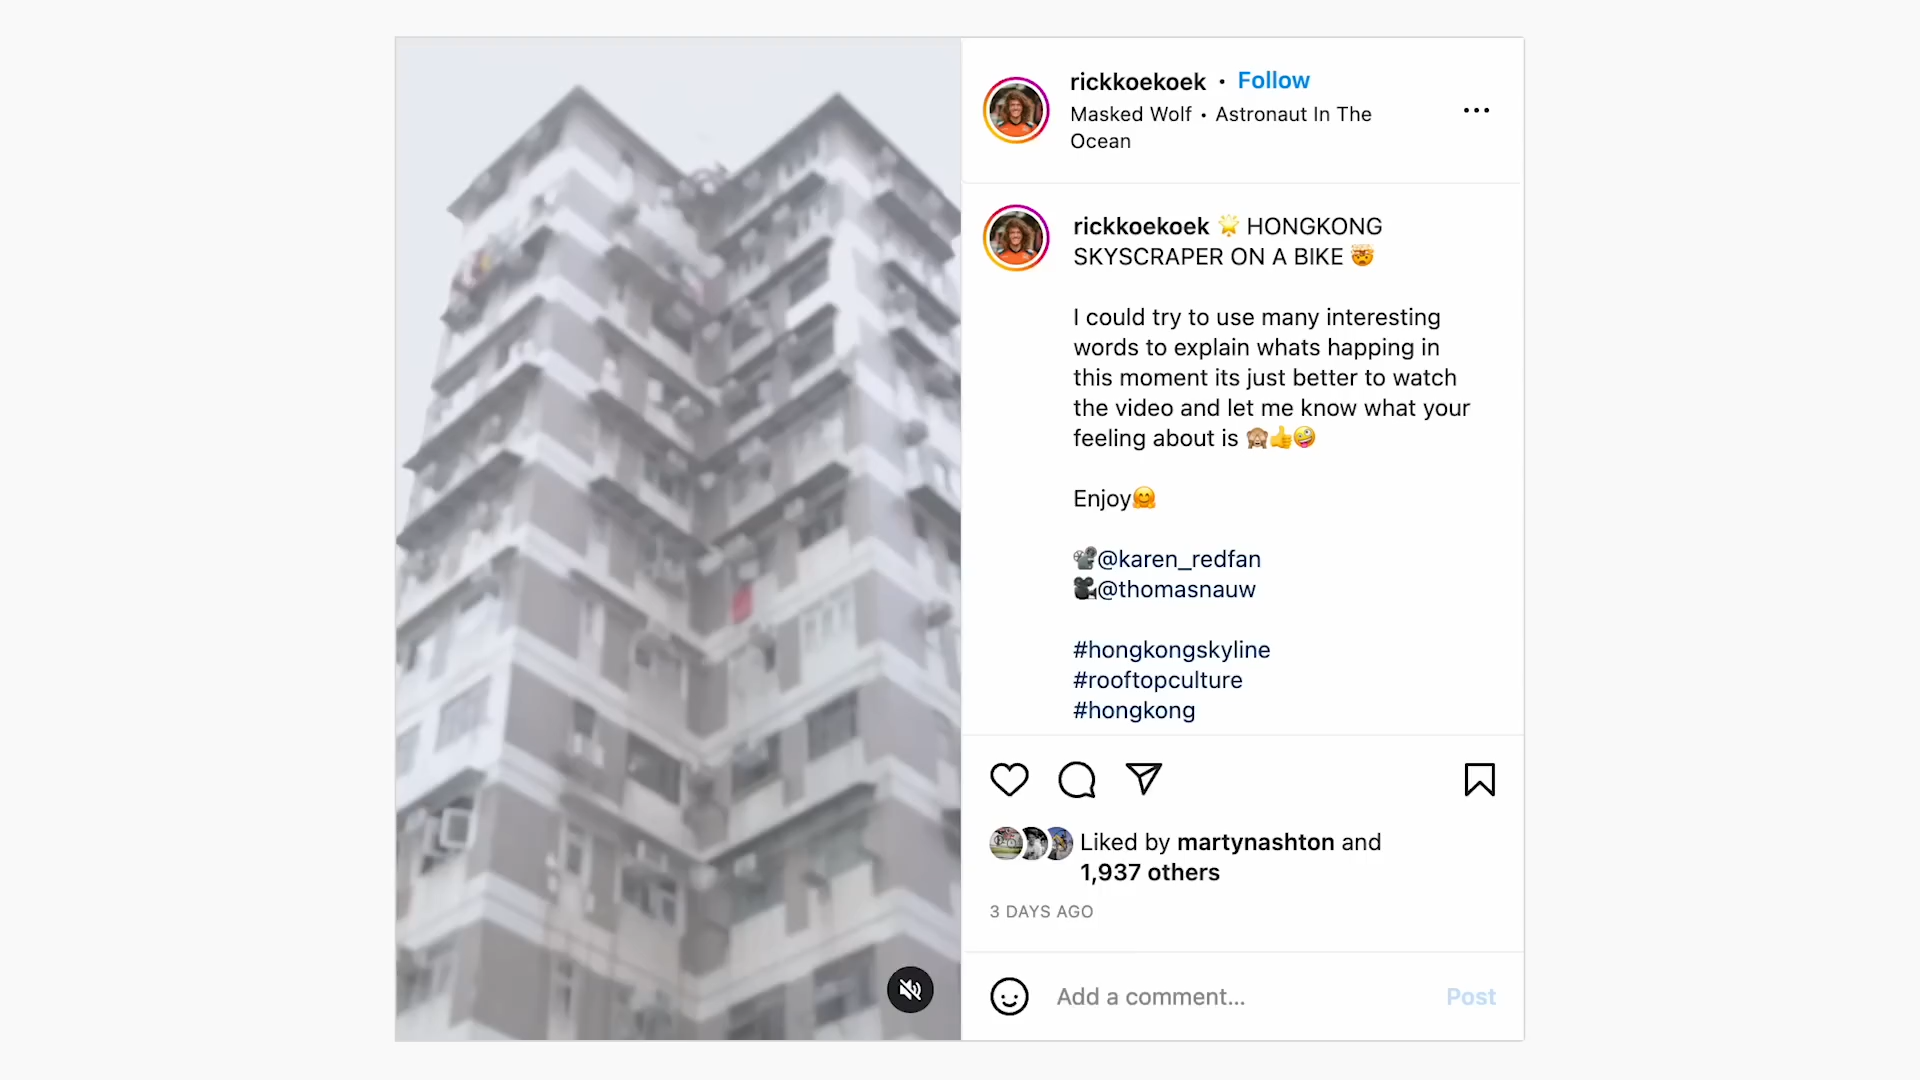 rickkoekoek • Follow
Masked Wolf • Astronaut In The
Ocean
rickkoekoek 🌟 HONGKONG
SKYSCRAPER ON A BIKE 🤯
I could try to use many interesting
words to explain whats happing in
this moment its just better to watch
the video and let me know what your
feeling about is 🙈👍🤪
Enjoy🤗
📽@karen_redfan
🎥@thomasnauw
#hongkongskyline
#rooftopculture
#hongkong
Liked by martynashton and
1,937 others
3 DAYS AGO
Add a comment...
Post